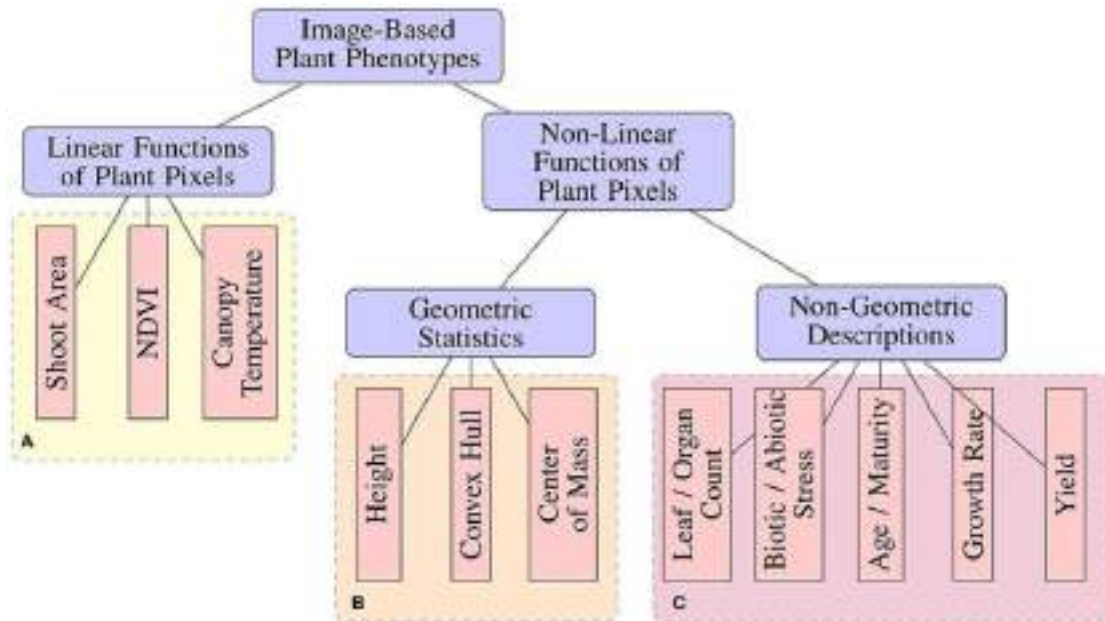 Image-Based
Plant Phenotypes
Linear Functions
of Plant Pixels
Non-Linear
Functions of
Plant Pixels
Shoot Area
NDVI
Canopy
Temperature
A
Geometric
Statistics
Non-Geometric
Descriptions
Height
Convex Hull
Center
of Mass
B
Leaf / Organ
Count
Biotic / Abiotic
Stress
Age / Maturity
Growth Rate
Yield
C